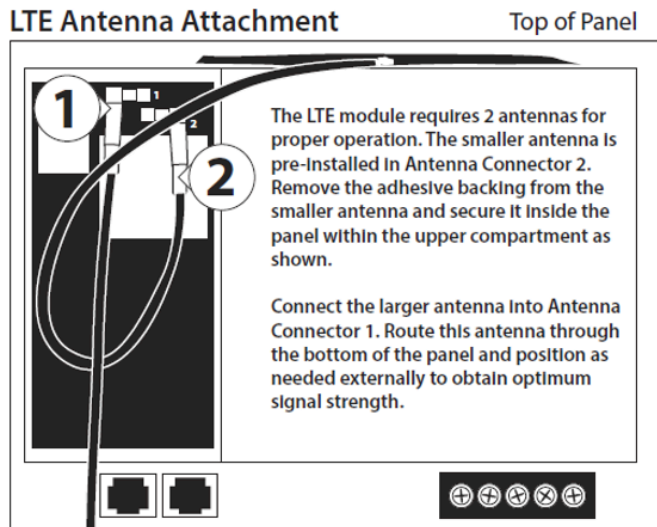 LTE Antenna Attachment
Top of Panel
1
1
2
2
The LTE module requires 2 antennas for
proper operation. The smaller antenna is
pre-installed in Antenna Connector 2.
Remove the adhesive backing from the
smaller antenna and secure it inside the
panel within the upper compartment as
shown.
Connect the larger antenna into Antenna
Connector 1. Route this antenna through
the bottom of the panel and position as
needed externally to obtain optimum
signal strength.